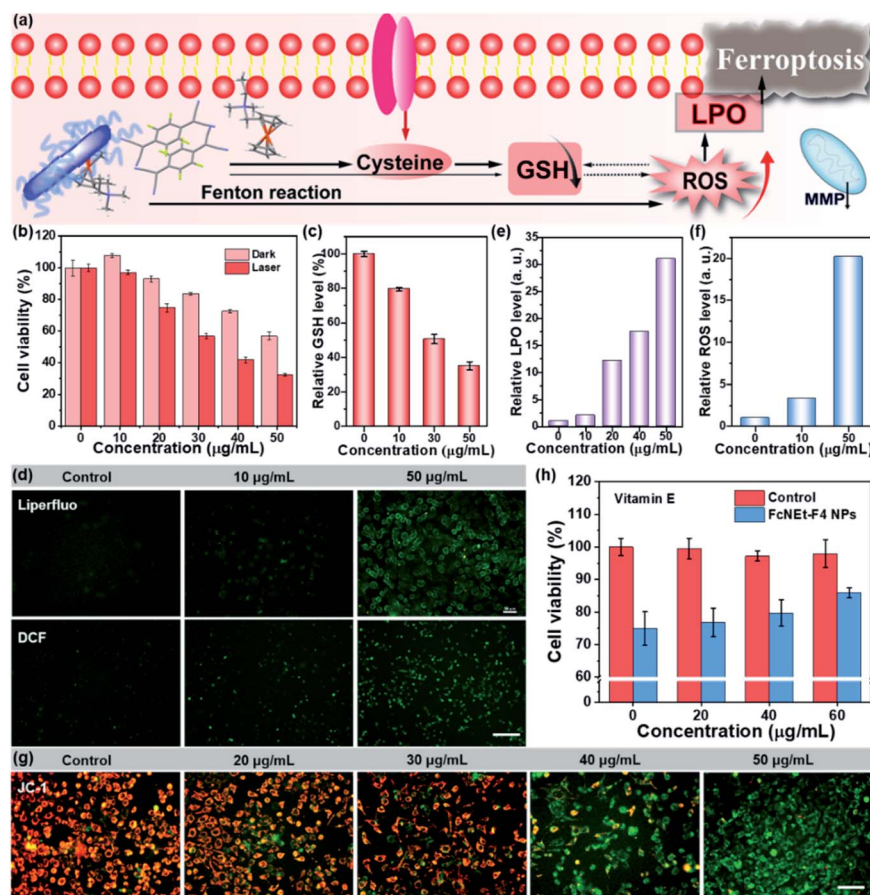 (a)
Ferroptosis
LPO
Cysteine
GSH
ROS
Fenton reaction
MMP
(b)
Cell viability (%)
120
100
80
60
40
20
0
Dark
Laser
0 10 20 30 40 50
Concentration (μg/mL)
(c)
Relative GSH level (%)
100
80
60
40
20
0
0 10 30 50
Concentration (μg/mL)
(e)
Relative LPO level (a. u.)
35
30
25
20
15
10
5
0
0 10 20 40 50
Concentration (μg/mL)
(f)
Relative ROS level (a. u.)
25
20
15
10
5
0
0 10 50
Concentration (μg/mL)
(d)
Control 10 μg/mL 50 μg/mL
Liperfluo
DCF
(h)
Cell viability (%)
120
110
100
90
80
70
60
0
Vitamin E
Control
FcNEt-F4 NPs
0 20 40 60
Concentration (μg/mL)
(g)
Control 20 μg/mL 30 μg/mL 40 μg/mL 50 μg/mL
JC-1